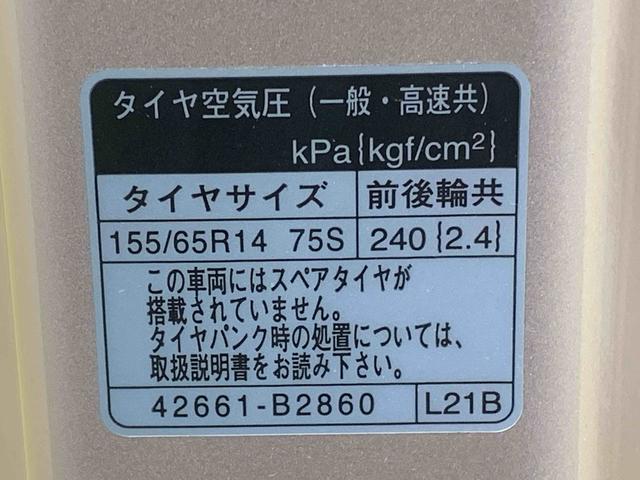 タイヤ空気圧（一般・高速共）
kPa{kgf/cm²}
タイヤサイズ 前後輪共
155/65R14 75S 240{2.4}
この車両にはスペアタイヤが
搭載されていません。
タイヤパンク時の処置については、
取扱説明書をお読み下さい。
42661-B2860 L21B